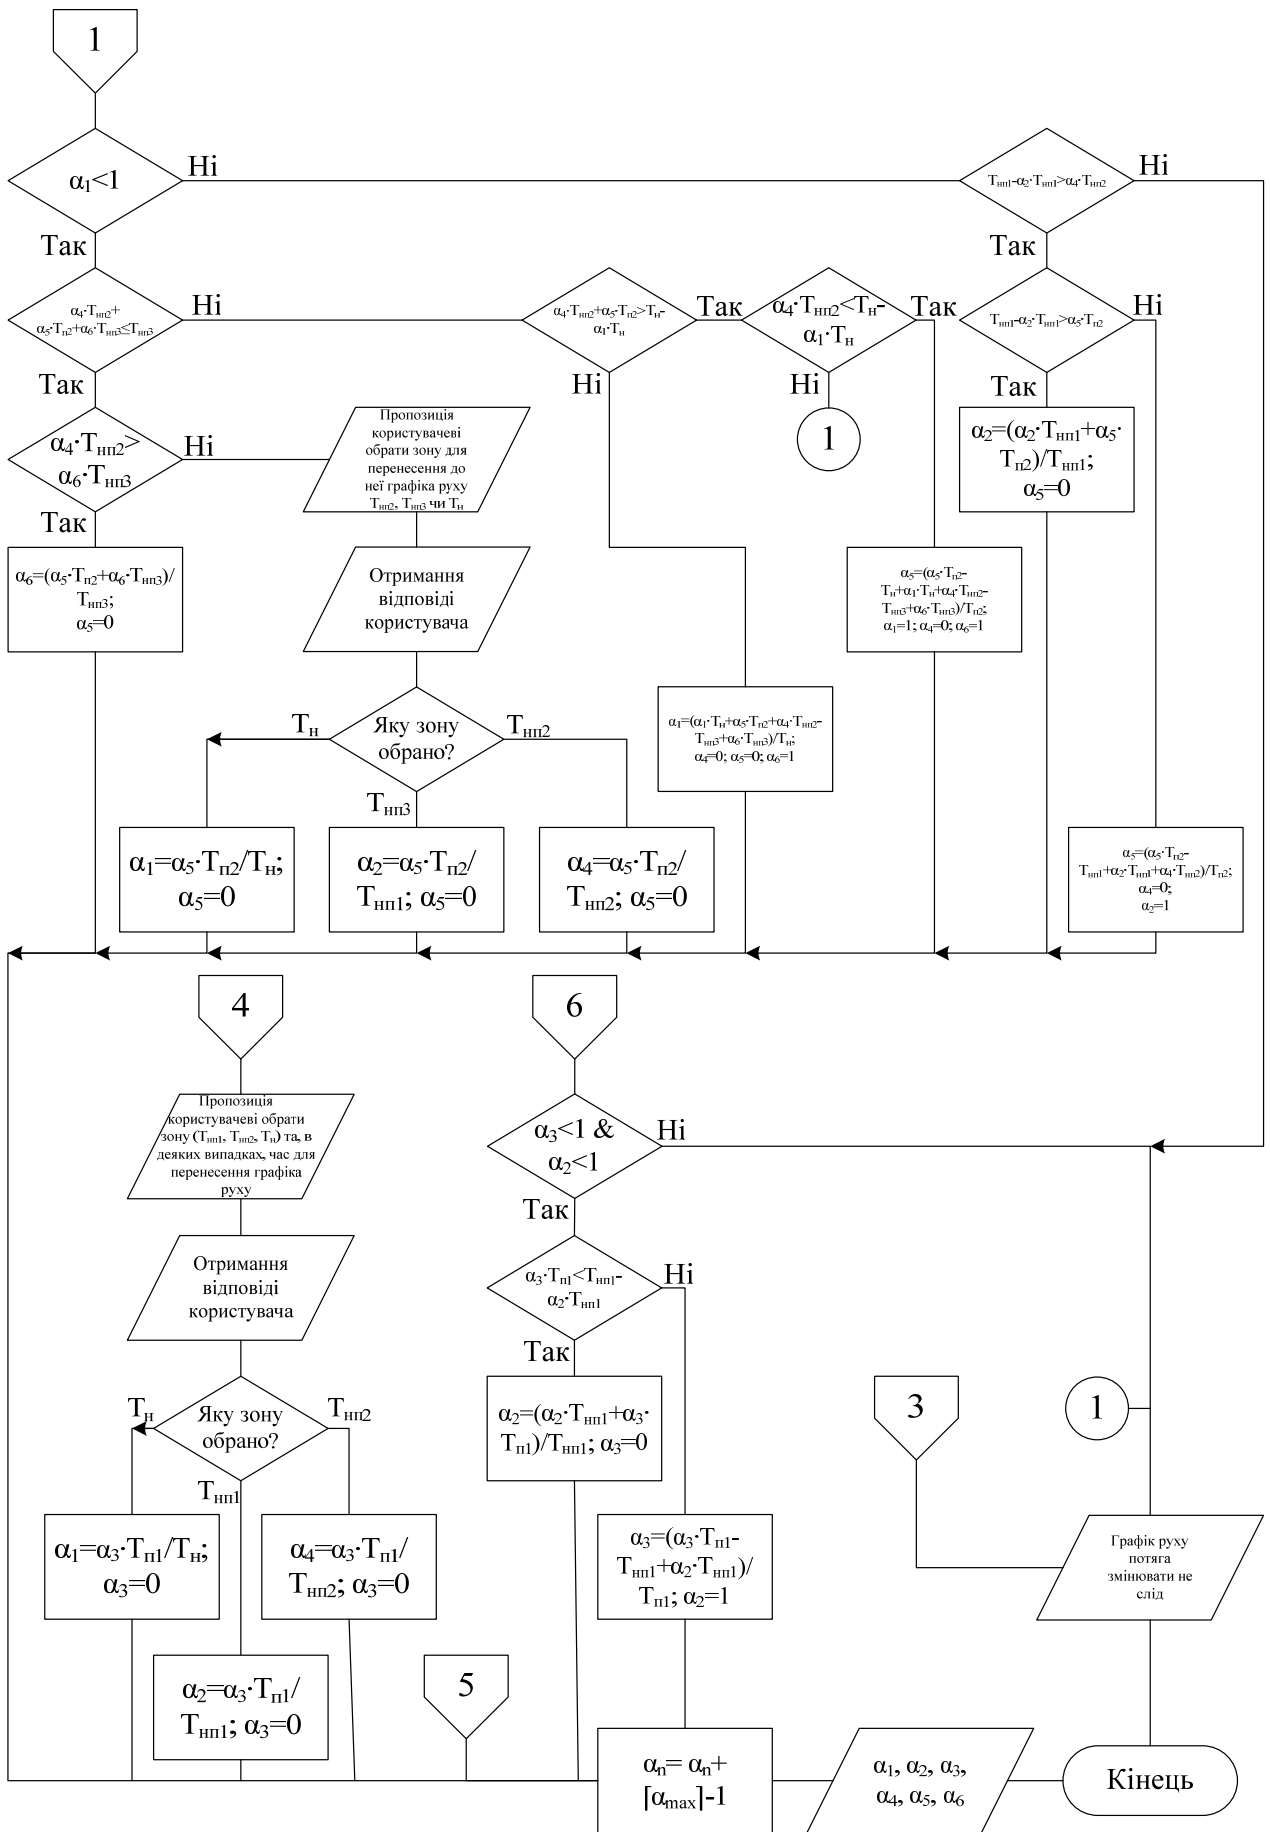 1
α₁<1
Ні
Так
Tнп1-α₂·Tнп1>α₄·Tнп2
Ні
Так
α₄·Tнп2+
α₅·Tп2+α₆·Tнп3≤Tнп3
Ні
Так
α₄·Tнп2+α₅·Tп2>Tн-
α₁·Tн
Так
Ні
α₄·Tнп2<Tн-
α₁·Tн
Так
Ні
1
Tнп1-α₂·Tнп1>α₅·Tп2
Ні
Так
α₄·Tнп2>
α₆·Tнп3
Ні
Так
Пропозиція
користувачеві
обрати зону для
перенесення до
неї графіка руху
Tнп2, Tнп3 чи Tн
α₂=(α₂·Tнп1+α₅·
Tп2)/Tнп1;
α₅=0
α₆=(α₅·Tп2+α₆·Tнп3)/
Tнп3;
α₅=0
Отримання
відповіді
користувача
α₅=(α₅·Tп2-
Tн+α₁·Tн+α₄·Tнп2-
Tнп3+α₆·Tнп3)/Tп2;
α₁=1; α₄=0; α₆=1
Яку зону
обрано?
Tн
Tнп2
Tнп3
α₁=(α₁·Tн+α₅·Tп2+α₄·Tнп2-
Tнп3+α₆·Tнп3)/Tн;
α₄=0; α₅=0; α₆=1
α₁=α₅·Tп2/Tн;
α₅=0
α₂=α₅·Tп2/
Tнп1; α₅=0
α₄=α₅·Tп2/
Tнп2; α₅=0
α₅=(α₅·Tп2-
Tнп1+α₂·Tнп1+α₄·Tнп2)/Tп2;
α₄=0;
α₂=1
4
6
Пропозиція
користувачеві обрати
зону (Tнп1, Tнп2, Tн) та, в
деяких випадках, час для
перенесення графіка
руху
α₃<1 &
α₂<1
Ні
Так
Отримання
відповіді
користувача
α₃·Tп1<Tнп1-
α₂·Tнп1
Ні
Так
Яку зону
обрано?
Tн
Tнп2
Tнп1
α₂=(α₂·Tнп1+α₃·
Tп1)/Tнп1; α₃=0
3
1
α₁=α₃·Tп1/Tн;
α₃=0
α₄=α₃·Tп1/
Tнп2; α₃=0
α₃=(α₃·Tп1-
Tнп1+α₂·Tнп1)/
Tп1; α₂=1
Графік руху
потяга
змінювати не
слід
α₂=α₃·Tп1/
Tнп1; α₃=0
5
αn= αn+
⌈αmax⌉-1
α₁, α₂, α₃,
α₄, α₅, α₆
Кінець